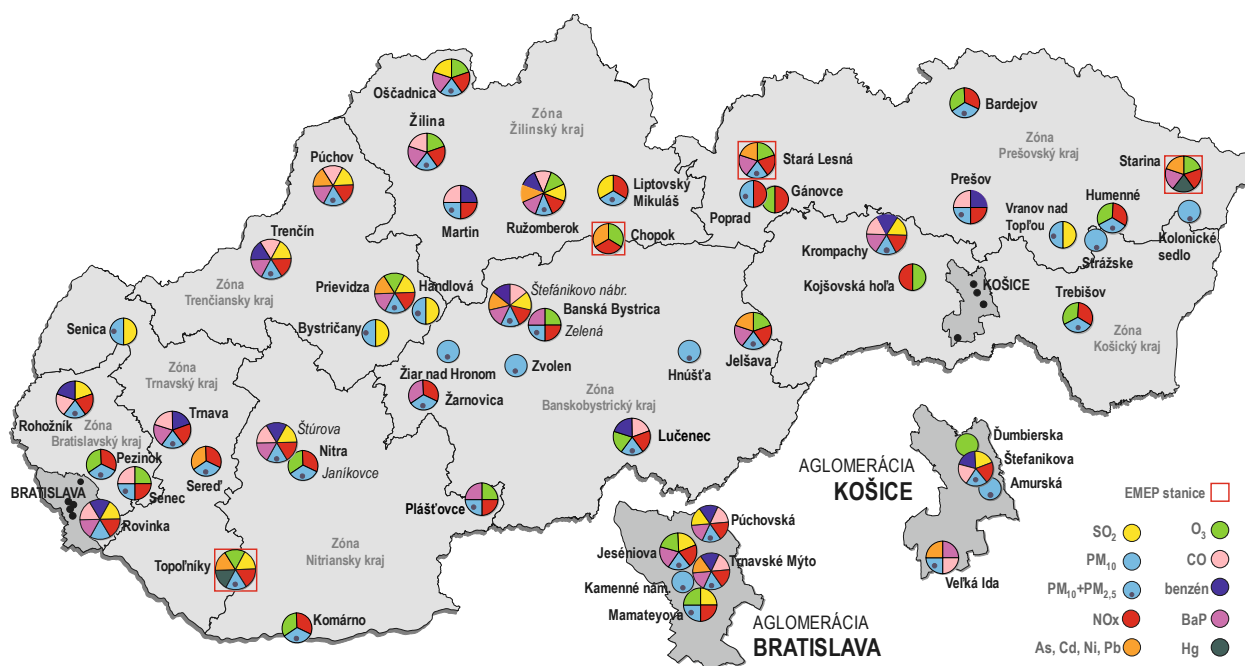 Oščadnica
Zóna
Žilinský kraj
Žilina
Púchov
Martin
Ružomberok
Liptovský
Mikuláš
Chopok
Stará Lesná
Gánovce
Poprad
Bardejov
Zóna
Prešovský kraj
Starina
Prešov
Humenné
Vranov nad
Topľou
Strážske
Kolonické
sedlo
Krompachy
Kojšovská hoľa
KOŠICE
Trebišov
Zóna
Košický kraj
Trenčín
Zóna
Trenčiansky kraj
Prievidza
Handlová
Bystričany
Štefánikovo nábr.
Banská Bystrica
Zelená
Senica
Zóna
Trnavský kraj
Žiar nad Hronom
Zvolen
Hnúšťa
Jelšava
Žarnovica
Zóna
Banskobystrický kraj
Lučenec
Rohožník
Zóna
Bratislavský kraj
Trnava
Pezinok
Sereď
Senec
BRATISLAVA
Rovinka
Štúrova
Nitra
Janíkovce
Plášťovce
Zóna
Nitriansky kraj
Topoľníky
Komárno
AGLOMERÁCIA
KOŠICE
Ďumbierska
Štefanikova
Amurská
Veľká Ida
Púchovská
Jeséniova
Trnavské Mýto
Kamenné nám.
Mamateyova
AGLOMERÁCIA
BRATISLAVA
EMEP stanice
SO2
O3
PM10
CO
PM10+PM2,5
benzén
NOx
BaP
As, Cd, Ni, Pb
Hg